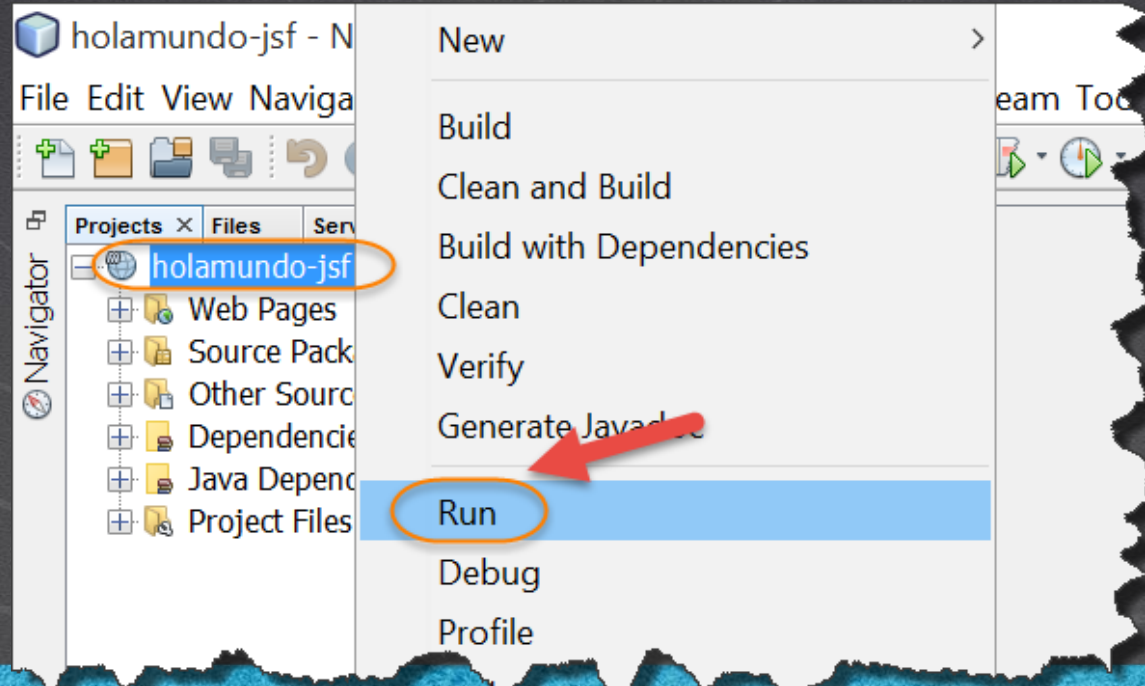 holamundo-jsf - N
File Edit View Naviga
eam Too
Projects Files Serv
Navigator
holamundo-jsf
Web Pages
Source Packa
Other Sourc
Dependencie
Java Depend
Project Files
New
Build
Clean and Build
Build with Dependencies
Clean
Verify
Generate Javadoc
Run
Debug
Profile